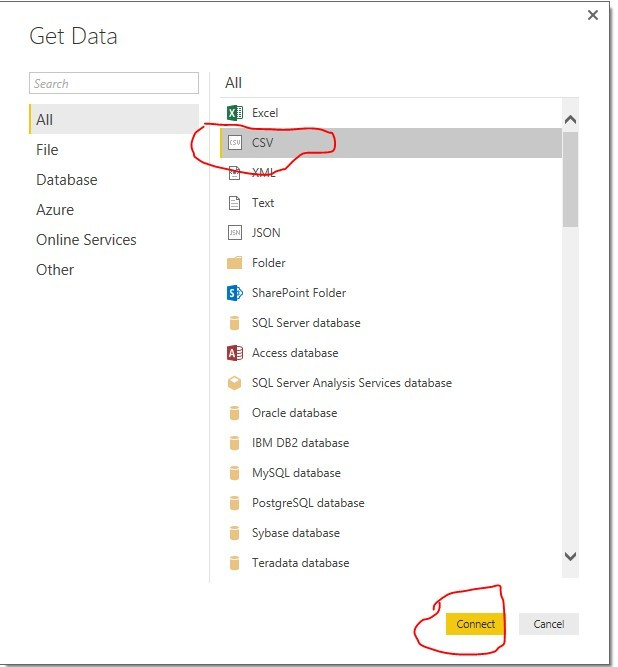 Get Data
Search
All
File
Database
Azure
Online Services
Other
All
Excel
CSV
XML
Text
JSON
Folder
SharePoint Folder
SQL Server database
Access database
SQL Server Analysis Services database
Oracle database
IBM DB2 database
MySQL database
PostgreSQL database
Sybase database
Teradata database
Connect
Cancel